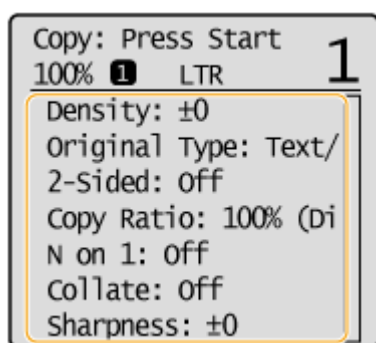 Copy: Press Start
100% 1 LTR
1
Density: ±0
Original Type: Text/
2-Sided: Off
Copy Ratio: 100% (Di
N on 1: Off
Collate: Off
Sharpness: ±0